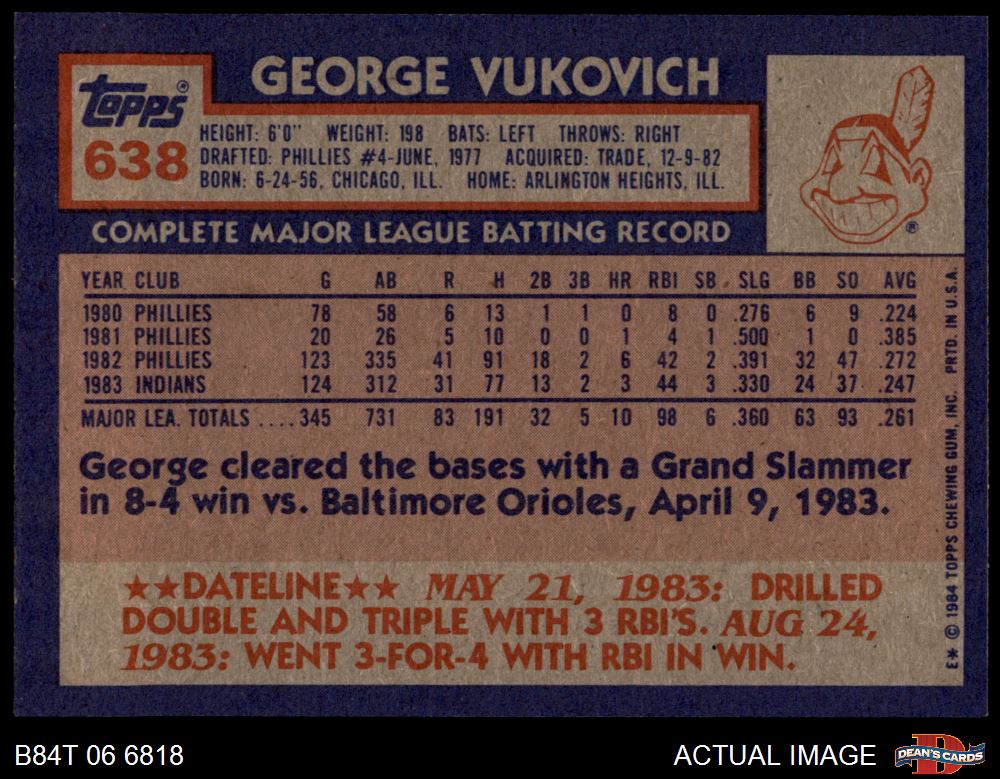 GEORGE VUKOVICH
Topps®
638
HEIGHT: 6'0" WEIGHT: 198 BATS: LEFT THROWS: RIGHT
DRAFTED: PHILLIES #4-JUNE, 1977 ACQUIRED: TRADE, 12-9-82
BORN: 6-24-56, CHICAGO, ILL. HOME: ARLINGTON HEIGHTS, ILL.
®
COMPLETE MAJOR LEAGUE BATTING RECORD
YEAR CLUB G AB R H 2B 3B HR RBI SB SLG BB SO AVG
1980 PHILLIES 78 58 6 13 1 1 0 8 0 .276 6 9 .224
1981 PHILLIES 20 26 5 10 0 0 1 4 1 .500 1 0 .385
1982 PHILLIES 123 335 41 91 18 2 6 42 2 .391 32 47 .272
1983 INDIANS 124 312 31 77 13 2 3 44 3 .330 24 37 .247
MAJOR LEA. TOTALS .... 345 731 83 191 32 5 10 98 6 .360 63 93 .261
George cleared the bases with a Grand Slammer
in 8-4 win vs. Baltimore Orioles, April 9, 1983.
★★DATELINE★★ MAY 21, 1983: DRILLED
DOUBLE AND TRIPLE WITH 3 RBI'S. AUG 24,
1983: WENT 3-FOR-4 WITH RBI IN WIN.
E* © 1984 TOPPS CHEWING GUM, INC. PRTD. IN U.S.A.
B84T 06 6818
ACTUAL IMAGE
DEAN'S CARDS